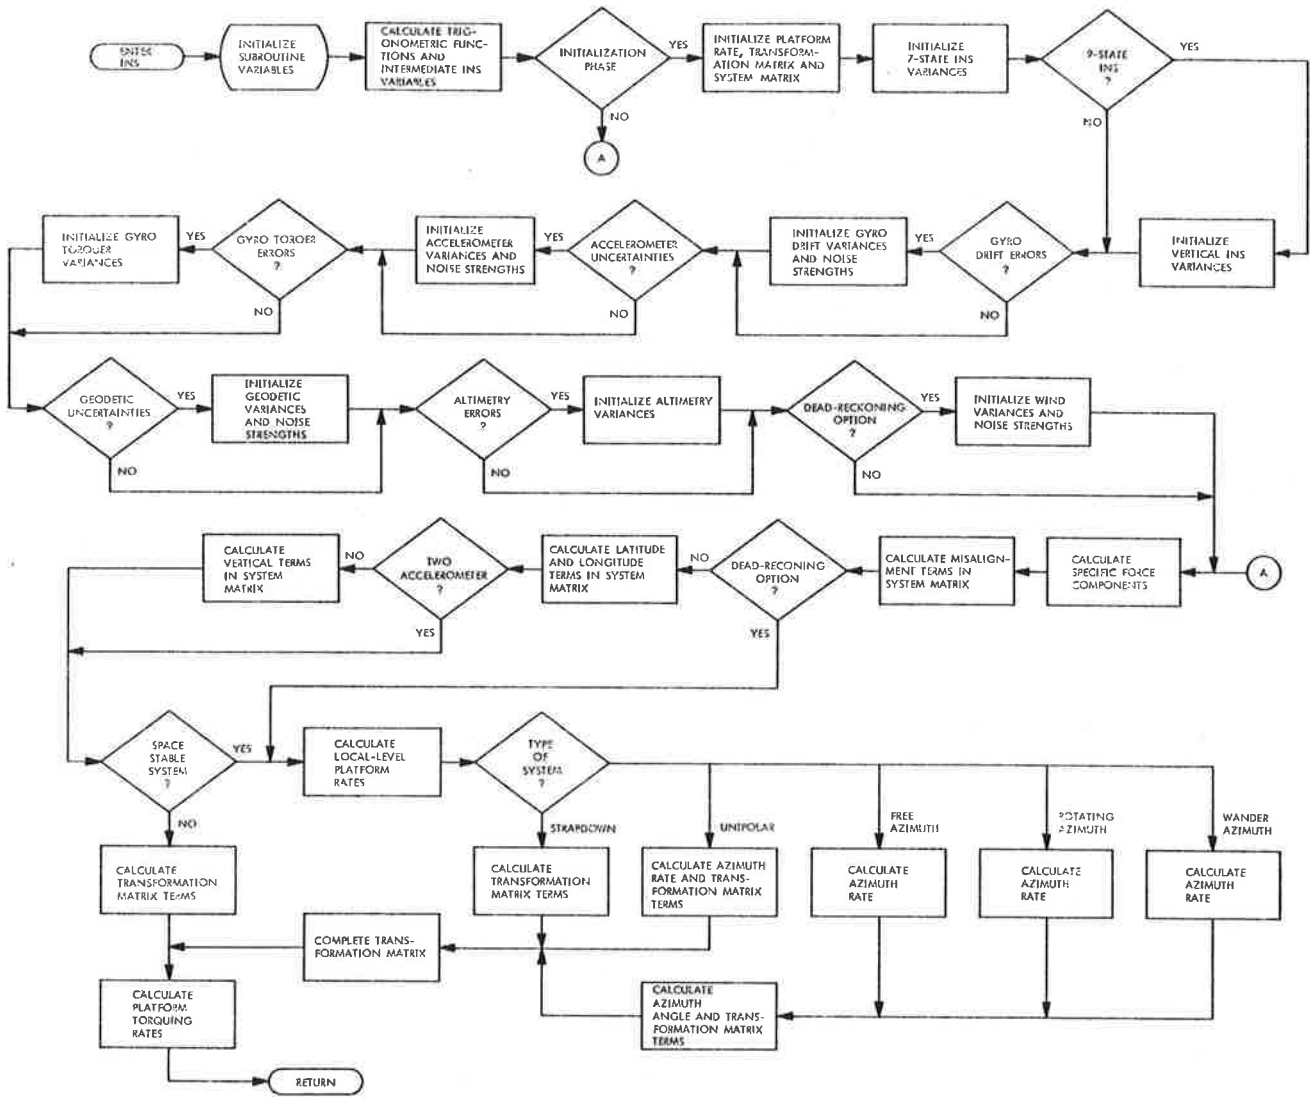 ENTER
INS
INITIALIZE
SUBROUTINE
VARIABLES
CALCULATE TRIG-
ONOMETRIC FUNC-
TIONS AND
INTERMEDIATE INS
VARIABLES
INITIALIZATION
PHASE
YES
NO
A
INITIALIZE PLATFORM
RATE, TRANSFORM-
ATION MATRIX AND
SYSTEM MATRIX
INITIALIZE
7-STATE INS
VARIANCES
9-STATE
INS
?
YES
NO
INITIALIZE
VERTICAL INS
VARIANCES
GYRO
DRIFT ERRORS
?
YES
NO
INITIALIZE GYRO
DRIFT VARIANCES
AND NOISE
STRENGTHS
ACCELEROMETER
UNCERTAINTIES
?
YES
NO
INITIALIZE
ACCELEROMETER
VARIANCES AND
NOISE STRENGTHS
GYRO TORQER
ERRORS
?
YES
NO
INITIALIZE GYRO
TORQUER
VARIANCES
GEODETIC
UNCERTAINTIES
?
YES
NO
INITIALIZE
GEODETIC
VARIANCES
AND NOISE
STRENGTHS
ALTIMETRY
ERRORS
?
YES
NO
INITIALIZE ALTIMETRY
VARIANCES
DEAD-RECKONING
OPTION
?
YES
NO
INITIALIZE WIND
VARIANCES AND
NOISE STRENGTHS
A
CALCULATE
SPECIFIC FORCE
COMPONENTS
CALCULATE MISALIGN-
MENT TERMS IN
SYSTEM MATRIX
DEAD-RECONING
OPTION
?
NO
YES
CALCULATE LATITUDE
AND LONGITUDE
TERMS IN SYSTEM
MATRIX
TWO
ACCELEROMETER
?
NO
YES
CALCULATE
VERTICAL TERMS
IN SYSTEM
MATRIX
SPACE
STABLE
SYSTEM
?
YES
NO
CALCULATE
LOCAL-LEVEL
PLATFORM
RATES
TYPE
OF
SYSTEM
?
STRAPDOWN
UNIPOLAR
FREE
AZIMUTH
ROTATING
AZIMUTH
WANDER
AZIMUTH
CALCULATE
TRANSFORMATION
MATRIX TERMS
CALCULATE
TRANSFORMATION
MATRIX TERMS
CALCULATE AZIMUTH
RATE AND TRANS-
FORMATION MATRIX
TERMS
CALCULATE
AZIMUTH
RATE
CALCULATE
AZIMUTH
RATE
CALCULATE
AZIMUTH
RATE
COMPLETE TRANS-
FORMATION MATRIX
CALCULATE
AZIMUTH
ANGLE AND TRANS-
FORMATION MATRIX
TERMS
CALCULATE
PLATFORM
TORQUING
RATES
RETURN